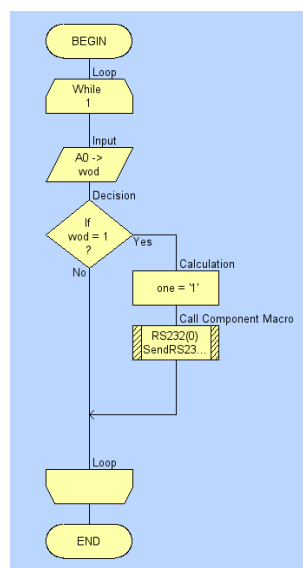 BEGIN
Loop
While
1
Input
A0 ->
wod
Decision
If
wod = 1
?
Yes
No
Calculation
one = '1'
Call Component Macro
RS232(0)
SendRS23...
Loop
END